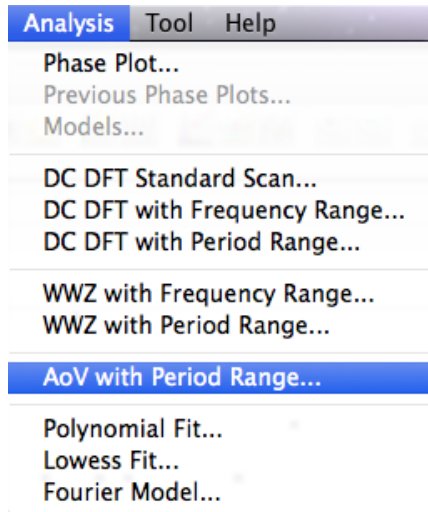 Analysis Tool Help
Phase Plot...
Previous Phase Plots...
Models...
DC DFT Standard Scan...
DC DFT with Frequency Range...
DC DFT with Period Range...
WWZ with Frequency Range...
WWZ with Period Range...
AoV with Period Range...
Polynomial Fit...
Lowess Fit...
Fourier Model...